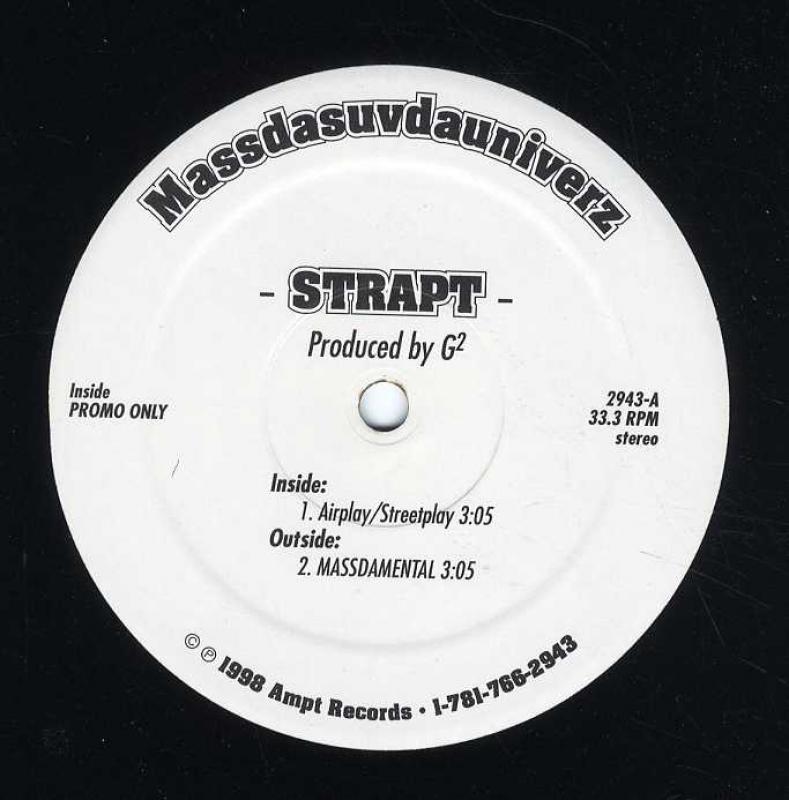 Massdasuvdauniverz
- STRAPT -
Produced by G²
Inside
PROMO ONLY
2943-A
33.3 RPM
stereo
Inside:
1. Airplay/Streetplay 3:05
Outside:
2. MASSDAMENTAL 3:05
© ℗ 1998 Ampt Records • 1-781-766-2943